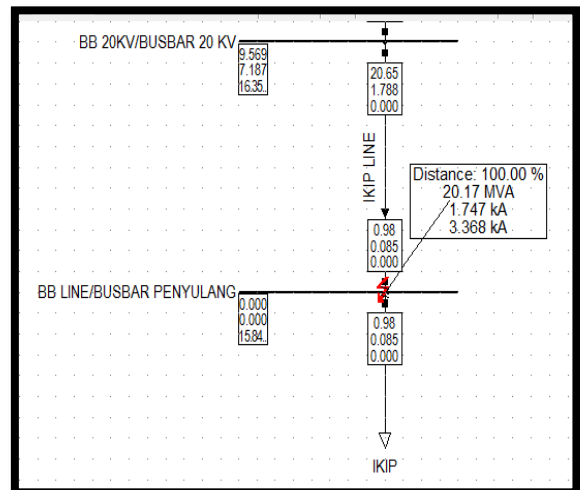 BB 20KV/BUSBAR 20 KV
9.569
7.187
16.35..
20.65
1.788
0.000
IKIP LINE
Distance: 100.00 %
20.17 MVA
1.747 kA
3.368 kA
0.98
0.085
0.000
BB LINE/BUSBAR PENYULANG
0.000
0.000
15.84..
0.98
0.085
0.000
IKIP